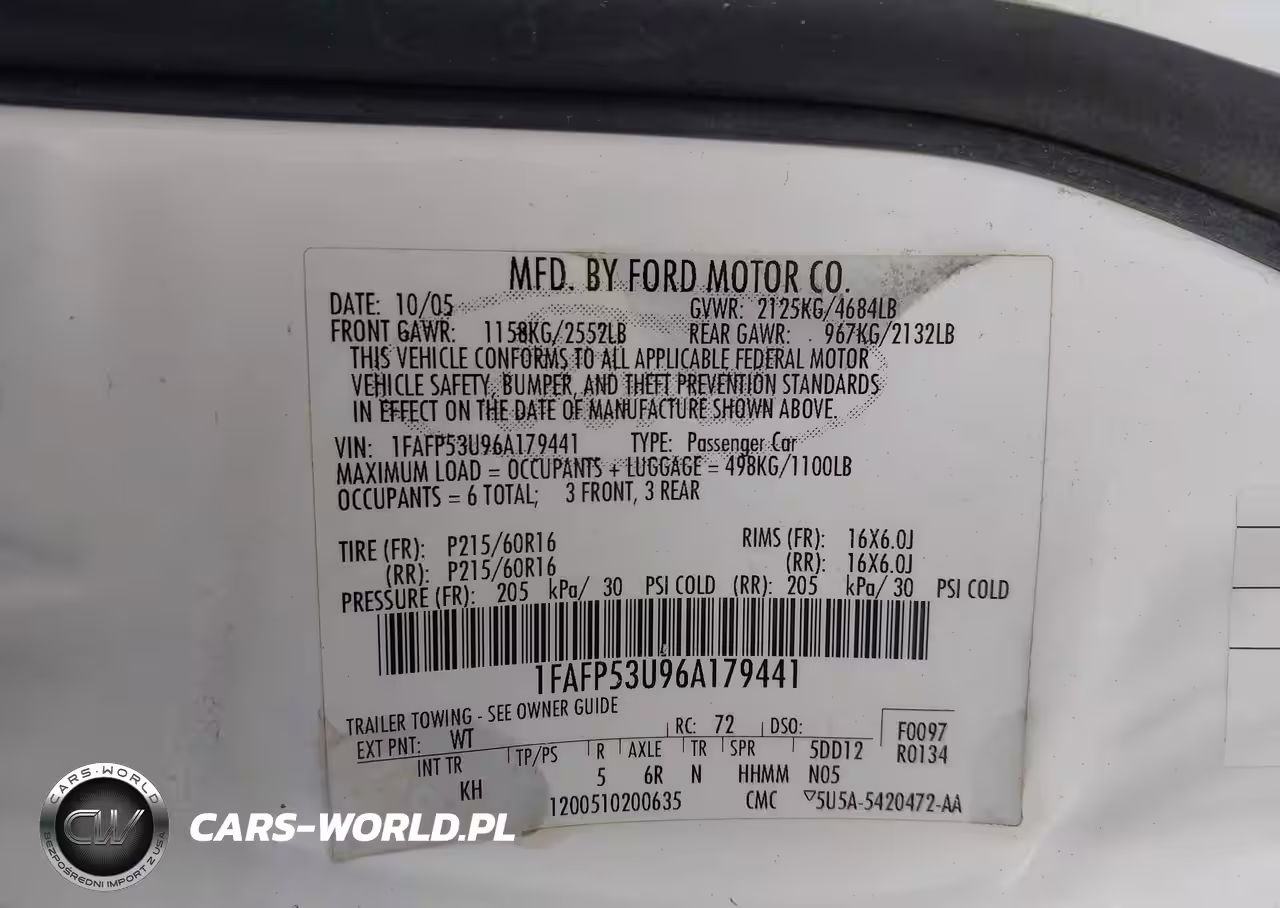 MFD. BY FORD MOTOR CO.
DATE: 10/05 GVWR: 2125KG/4684LB
FRONT GAWR: 1158KG/2552LB REAR GAWR: 967KG/2132LB
THIS VEHICLE CONFORMS TO ALL APPLICABLE FEDERAL MOTOR
VEHICLE SAFETY, BUMPER, AND THEFT PREVENTION STANDARDS
IN EFFECT ON THE DATE OF MANUFACTURE SHOWN ABOVE.
VIN: 1FAFP53U96A179441 TYPE: Passenger Car
MAXIMUM LOAD = OCCUPANTS + LUGGAGE = 498KG/1100LB
OCCUPANTS = 6 TOTAL; 3 FRONT, 3 REAR
TIRE (FR): P215/60R16 RIMS (FR): 16X6.0J
(RR): P215/60R16 (RR): 16X6.0J
PRESSURE (FR): 205 kPa/ 30 PSI COLD (RR): 205 kPa/ 30 PSI COLD
1FAFP53U96A179441
TRAILER TOWING - SEE OWNER GUIDE
EXT PNT: WT RC: 72 DSO: F0097
INT TR TP/PS R AXLE TR SPR 5DD12 R0134
KH 5 6R N HHMM N05
1200510200635 CMC ▽5U5A-5420472-AA
CARS-WORLD
CW
BEZPOŚREDNI IMPORT Z USA
CARS-WORLD.PL